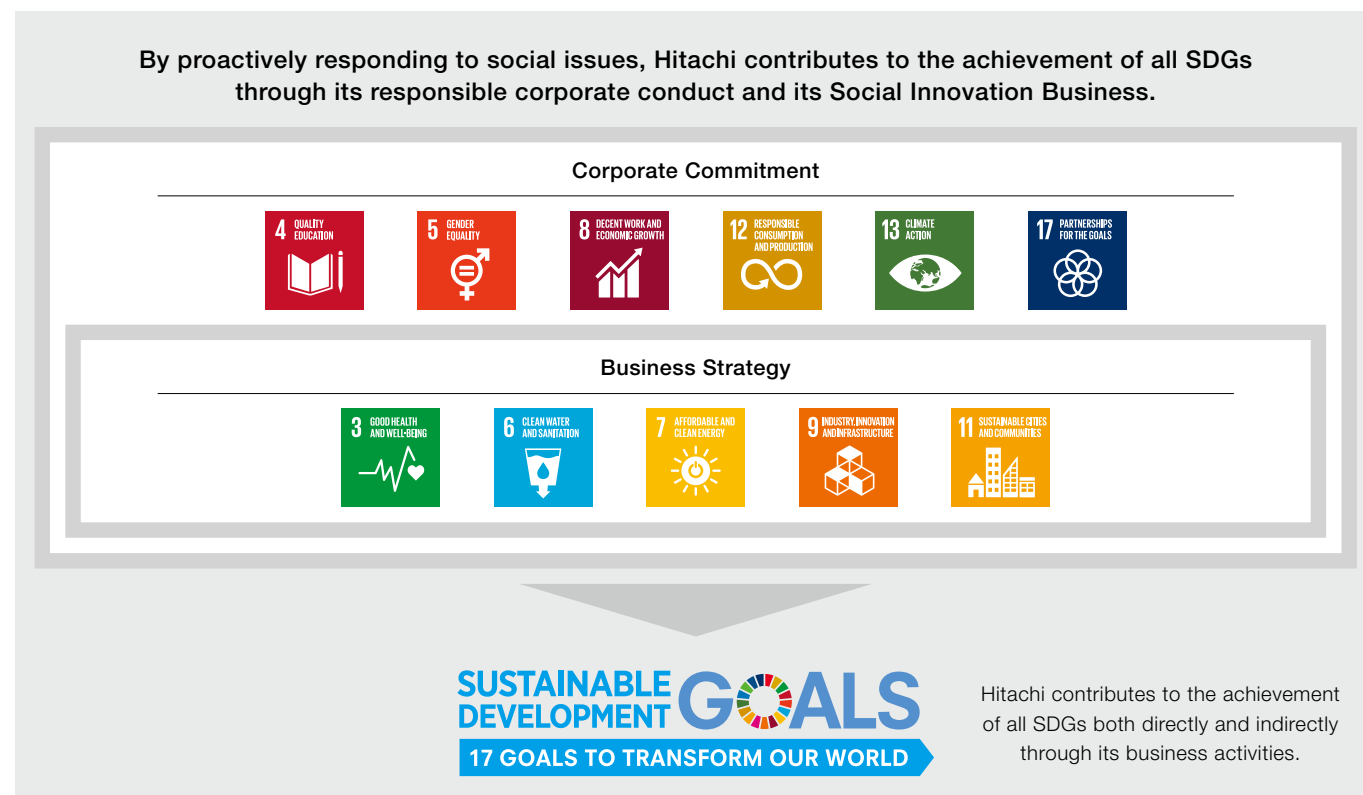 By proactively responding to social issues, Hitachi contributes to the achievement of all SDGs
through its responsible corporate conduct and its Social Innovation Business.
Corporate Commitment
4 QUALITY
EDUCATION
5 GENDER
EQUALITY
8 DECENT WORK AND
ECONOMIC GROWTH
12 RESPONSIBLE
CONSUMPTION
AND PRODUCTION
13 CLIMATE
ACTION
17 PARTNERSHIPS
FOR THE GOALS
Business Strategy
3 GOOD HEALTH
AND WELL-BEING
6 CLEAN WATER
AND SANITATION
7 AFFORDABLE AND
CLEAN ENERGY
9 INDUSTRY, INNOVATION
AND INFRASTRUCTURE
11 SUSTAINABLE CITIES
AND COMMUNITIES
SUSTAINABLE
DEVELOPMENT
GOALS
17 GOALS TO TRANSFORM OUR WORLD
Hitachi contributes to the achievement
of all SDGs both directly and indirectly
through its business activities.